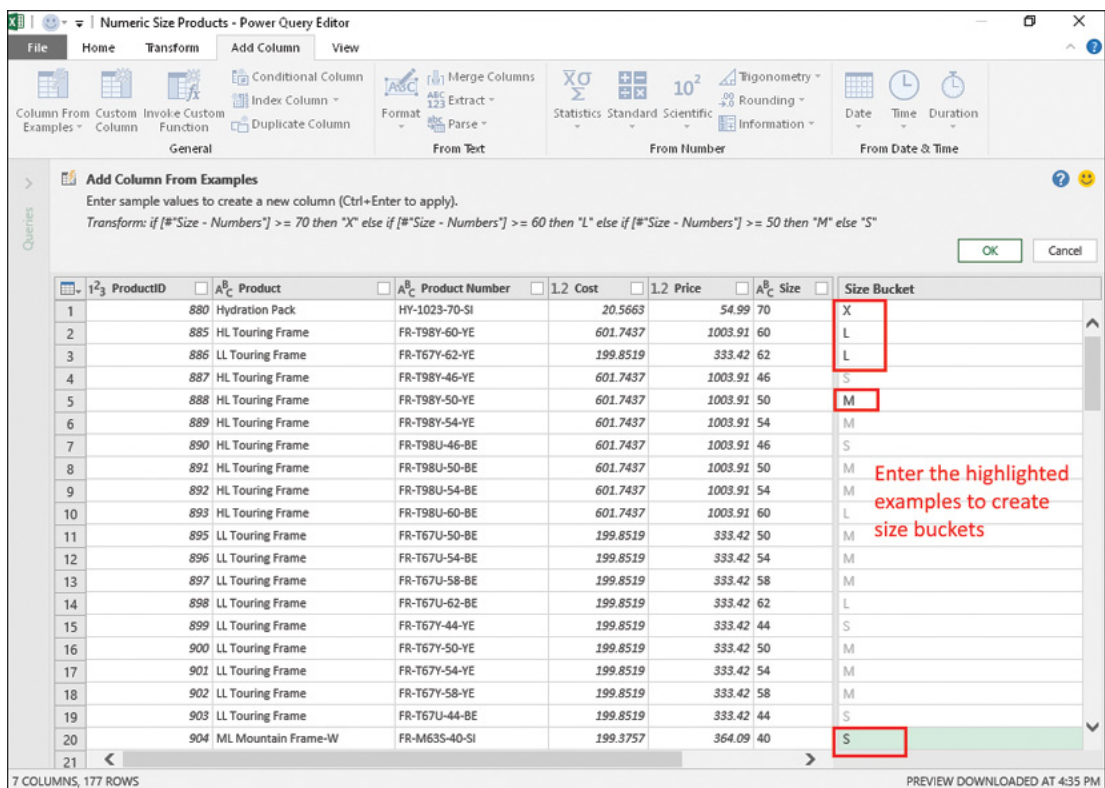 Numeric Size Products - Power Query Editor
File Home Transform Add Column View
Column From Examples Custom Column Invoke Custom Function
Conditional Column
Index Column
Duplicate Column
General
Format
Merge Columns
Extract
Parse
From Text
Statistics Standard Scientific
Trigonometry
Rounding
Information
From Number
Date Time Duration
From Date & Time
Queries
Add Column From Examples
Enter sample values to create a new column (Ctrl+Enter to apply).
Transform: if [#"Size - Numbers"] >= 70 then "X" else if [#"Size - Numbers"] >= 60 then "L" else if [#"Size - Numbers"] >= 50 then "M" else "S"
OK Cancel
ProductID Product Product Number 1.2 Cost 1.2 Price Size Size Bucket
1 880 Hydration Pack HY-1023-70-SI 20.5663 54.99 70 X
2 885 HL Touring Frame FR-T98Y-60-YE 601.7437 1003.91 60 L
3 886 LL Touring Frame FR-T67Y-62-YE 199.8519 333.42 62 L
4 887 HL Touring Frame FR-T98Y-46-YE 601.7437 1003.91 46 S
5 888 HL Touring Frame FR-T98Y-50-YE 601.7437 1003.91 50 M
6 889 HL Touring Frame FR-T98Y-54-YE 601.7437 1003.91 54 M
7 890 HL Touring Frame FR-T98U-46-BE 601.7437 1003.91 46 S
8 891 HL Touring Frame FR-T98U-50-BE 601.7437 1003.91 50 M
9 892 HL Touring Frame FR-T98U-54-BE 601.7437 1003.91 54 M
10 893 HL Touring Frame FR-T98U-60-BE 601.7437 1003.91 60 L
11 895 LL Touring Frame FR-T67U-50-BE 199.8519 333.42 50 M
12 896 LL Touring Frame FR-T67U-54-BE 199.8519 333.42 54 M
13 897 LL Touring Frame FR-T67U-58-BE 199.8519 333.42 58 M
14 898 LL Touring Frame FR-T67U-62-BE 199.8519 333.42 62 L
15 899 LL Touring Frame FR-T67Y-44-YE 199.8519 333.42 44 S
16 900 LL Touring Frame FR-T67Y-50-YE 199.8519 333.42 50 M
17 901 LL Touring Frame FR-T67Y-54-YE 199.8519 333.42 54 M
18 902 LL Touring Frame FR-T67Y-58-YE 199.8519 333.42 58 M
19 903 LL Touring Frame FR-T67U-44-BE 199.8519 333.42 44 S
20 904 ML Mountain Frame-W FR-M63S-40-SI 199.3757 364.09 40 S
21
Enter the highlighted
examples to create
size buckets
7 COLUMNS, 177 ROWS PREVIEW DOWNLOADED AT 4:35 PM